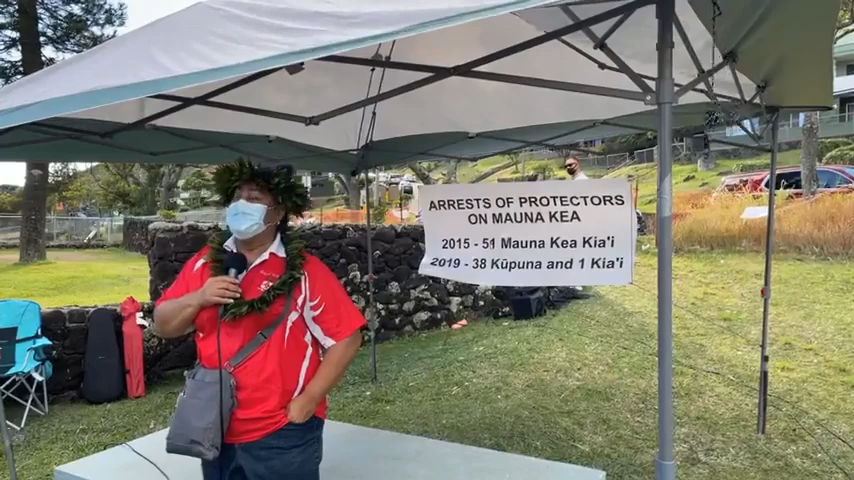 ARRESTS OF PROTECTORS
ON MAUNA KEA
2015 - 51 Mauna Kea Kia'i
2019 - 38 Kūpuna and 1 Kia'i